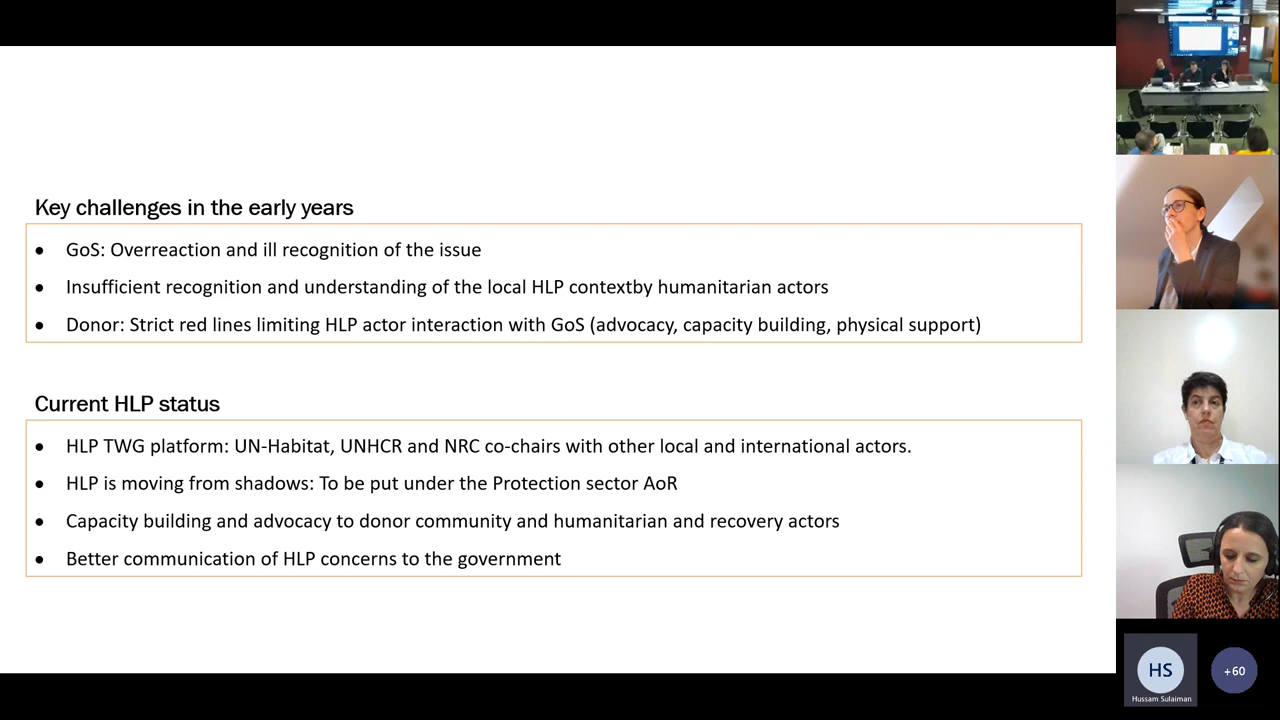 Key challenges in the early years
● GoS: Overreaction and ill recognition of the issue
● Insufficient recognition and understanding of the local HLP contextby humanitarian actors
● Donor: Strict red lines limiting HLP actor interaction with GoS (advocacy, capacity building, physical support)
Current HLP status
● HLP TWG platform: UN-Habitat, UNHCR and NRC co-chairs with other local and international actors.
● HLP is moving from shadows: To be put under the Protection sector AoR
● Capacity building and advocacy to donor community and humanitarian and recovery actors
● Better communication of HLP concerns to the government
HS
Hussam Sulaiman
+60